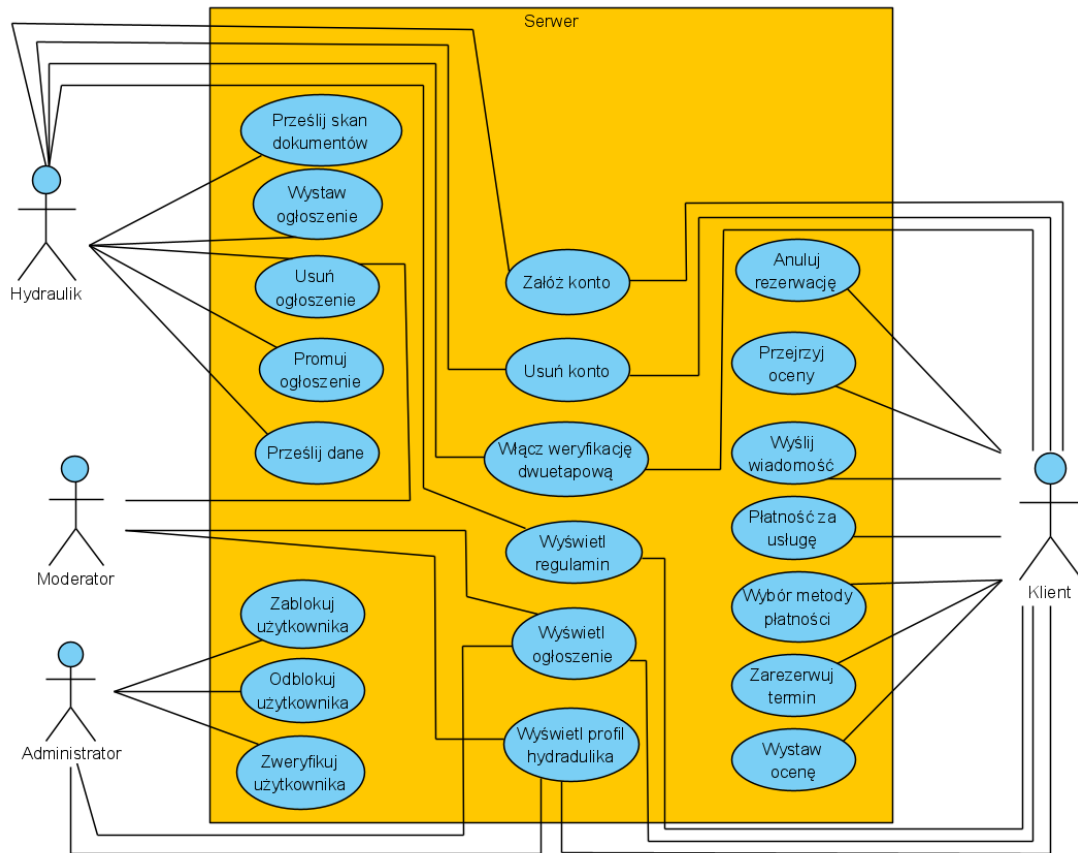 Serwer
Prześlij skan
dokumentów
Wystaw
ogłoszenie
Usuń
ogłoszenie
Promuj
ogłoszenie
Prześlij dane
Hydraulik
Moderator
Administrator
Zablokuj
użytkownika
Odblokuj
użytkownika
Zweryfikuj
użytkownika
Załóż konto
Usuń konto
Włącz weryfikację
dwuetapową
Wyświetl
regulamin
Wyświetl
ogłoszenie
Wyświetl profil
hydradulika
Anuluj
rezerwację
Przejrzyj
oceny
Wyślij
wiadomość
Płatność za
usługę
Wybór metody
płatności
Zarezerwuj
termin
Wystaw
ocenę
Klient